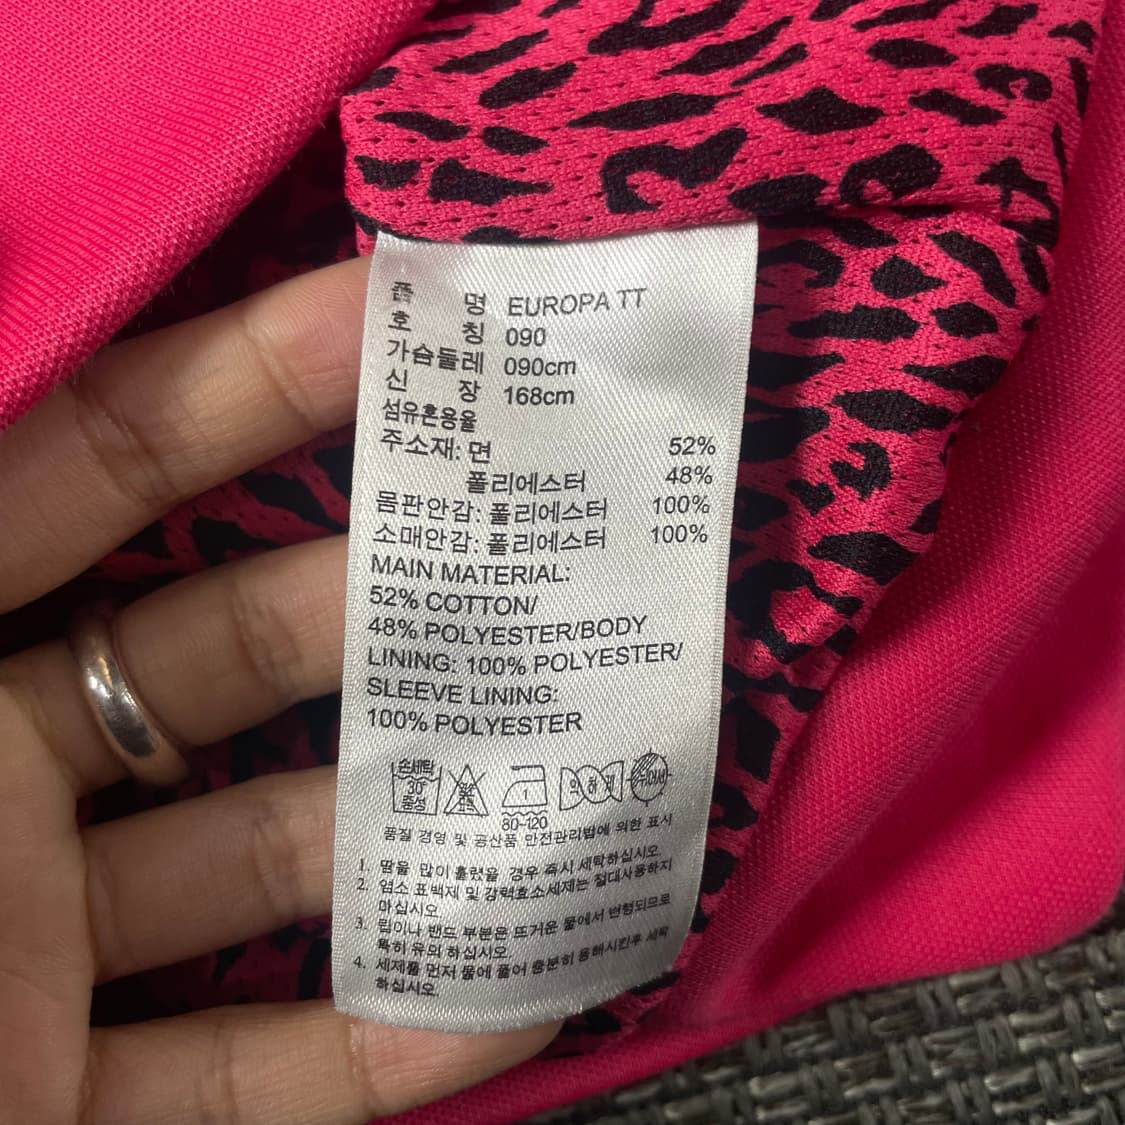 품 명 EUROPA TT
호 칭 090
가슴둘레 090cm
신 장 168cm
섬유혼용율
주소재: 면 52%
폴리에스터 48%
몸판안감: 폴리에스터 100%
소매안감: 폴리에스터 100%
MAIN MATERIAL:
52% COTTON/
48% POLYESTER/BODY
LINING: 100% POLYESTER/
SLEEVE LINING:
100% POLYESTER
손세탁 30° 중성
80-120
품질 경영 및 공산품 안전관리법에 의한 표시
1 땀을 많이 흘렸을 경우 즉시 세탁하십시오.
2. 염소 표백제 및 강력효소세제는 절대사용하지
마십시오
3. 립이나 밴드 부분은 뜨거운 물에서 변형되므로
특히 유의 하십시오.
4. 세제를 먼저 물에 풀어 충분히 용해시킨후 세탁
하십시오.